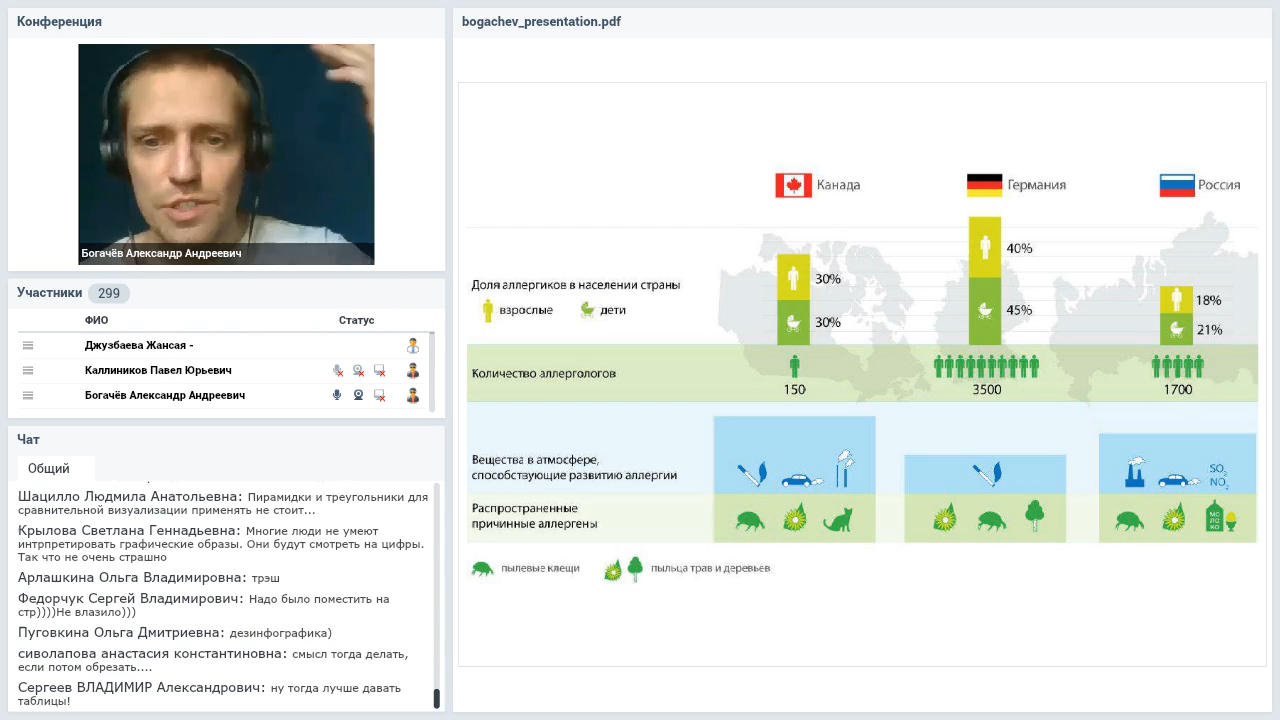 Конференция
Богачёв Александр Андреевич
Участники 299
ФИО Статус
Джузбаева Жансая -
Каллиников Павел Юрьевич
Богачёв Александр Андреевич
Чат
Общий
Шацилло Людмила Анатольевна: Пирамидки и треугольники для
сравнительной визуализации применять не стоит...
Крылова Светлана Геннадьевна: Многие люди не умеют
интрпретировать графические образы. Они будут смотреть на цифры.
Так что не очень страшно
Арлашкина Ольга Владимировна: трэш
Федорчук Сергей Владимирович: Надо было поместить на
стр))))Не влазило)))
Пуговкина Ольга Дмитриевна: дезинфографика)
сиволапова анастасия константиновна: смысл тогда делать,
если потом обрезать....
Сергеев ВЛАДИМИР Александрович: ну тогда лучше давать
таблицы!
bogachev_presentation.pdf
Канада Германия Россия
Доля аллергиков в населении страны
взрослые дети
30% 40% 18%
30% 45% 21%
Количество аллергологов
150 3500 1700
Вещества в атмосфере,
способствующие развитию аллергии
SO2
NO2
Распространенные
причинные аллергены
МО
ЛО
КО
пылевые клещи пыльца трав и деревьев